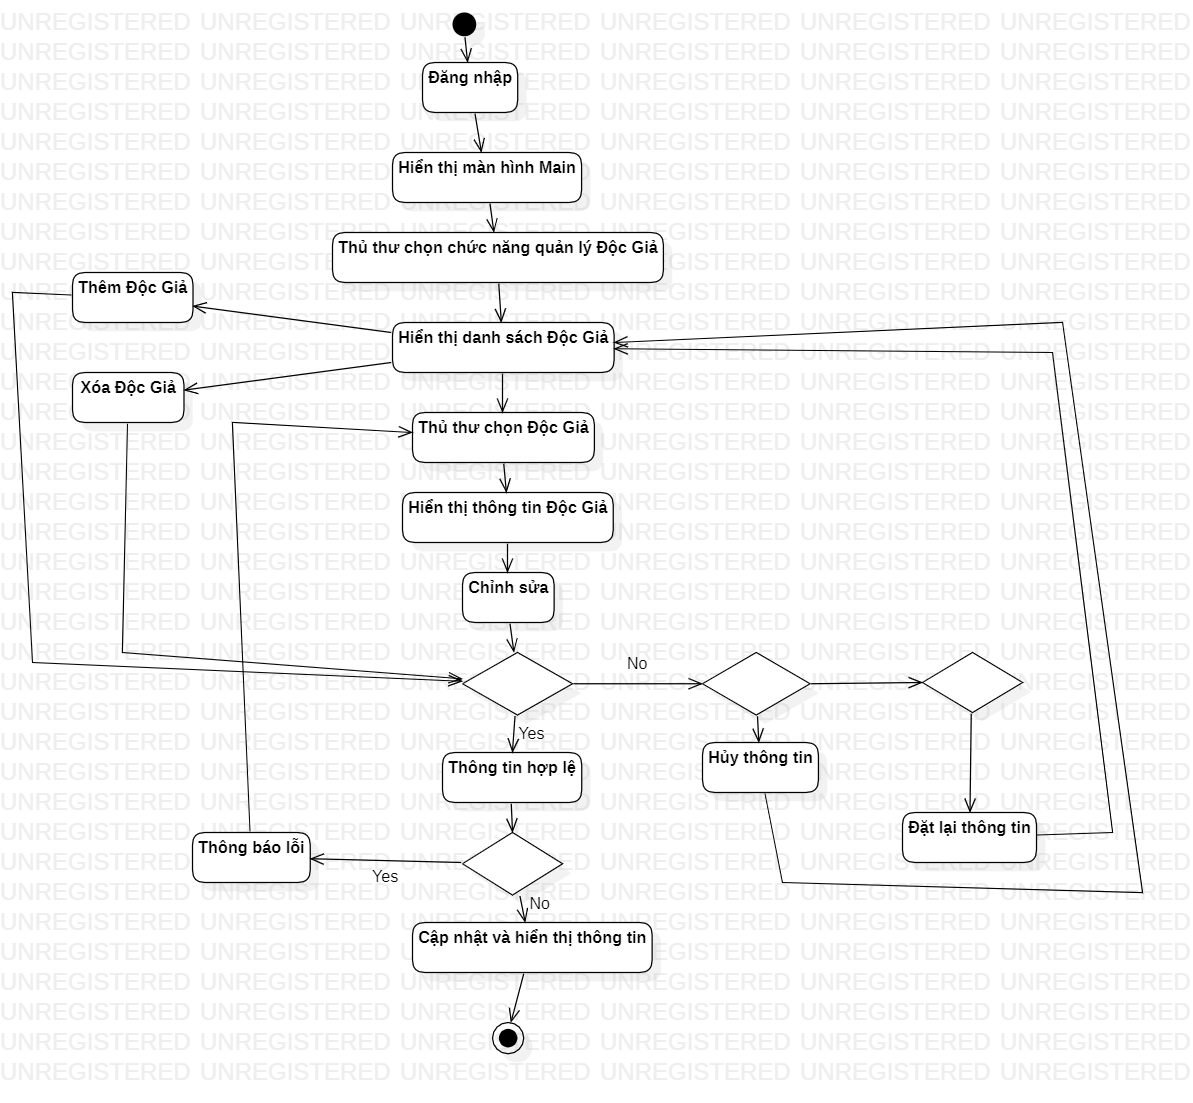 Đăng nhập
Hiển thị màn hình Main
Thủ thư chọn chức năng quản lý Độc Giả
Thêm Độc Giả
Hiển thị danh sách Độc Giả
Xóa Độc Giả
Thủ thư chọn Độc Giả
Hiển thị thông tin Độc Giả
Chỉnh sửa
No
Yes
Thông tin hợp lệ
Hủy thông tin
Đặt lại thông tin
Thông báo lỗi
Yes
No
Cập nhật và hiển thị thông tin
UNREGISTERED